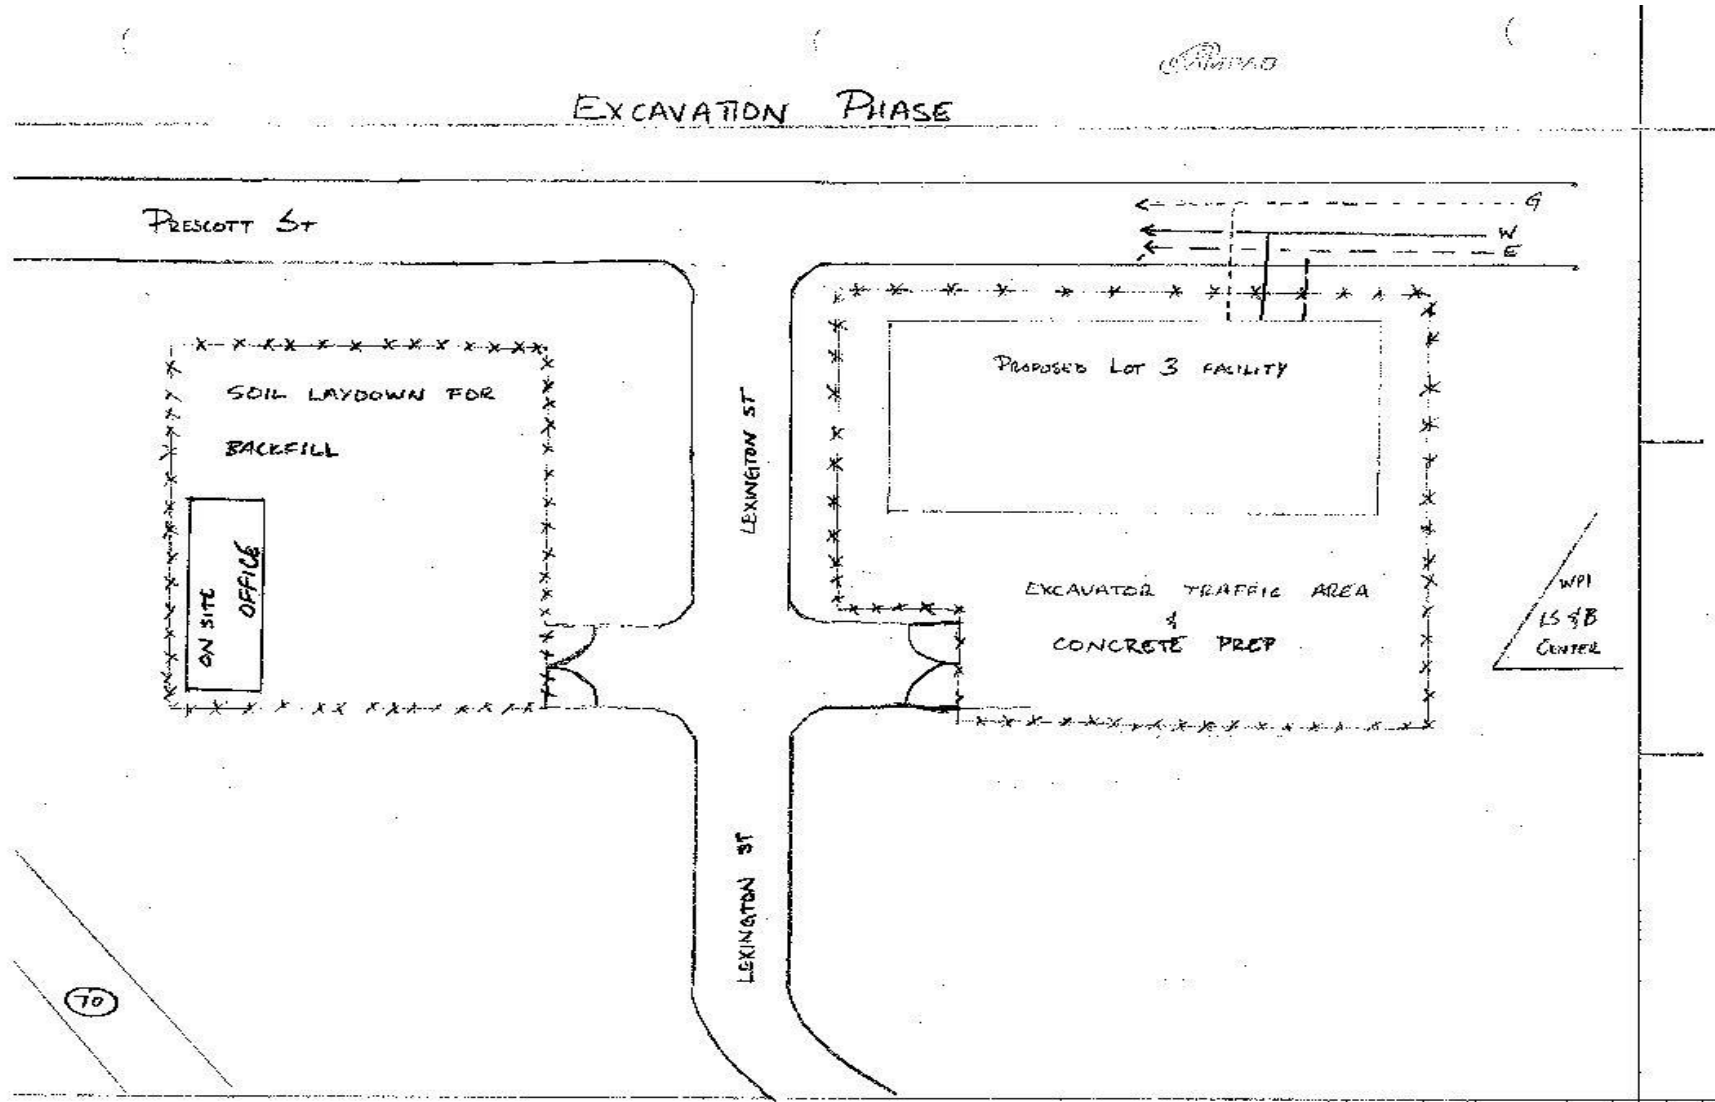 AMPAD
EXCAVATION PHASE
PRESCOTT ST
G
W
E
SOIL LAYDOWN FOR
BACKFILL
ON SITE
OFFICE
LEXINGTON ST
PROPOSED LOT 3 FACILITY
EXCAVATOR TRAFFIC AREA
&
CONCRETE PREP
WPI
LS &B
CENTER
LEXINGTON ST
70